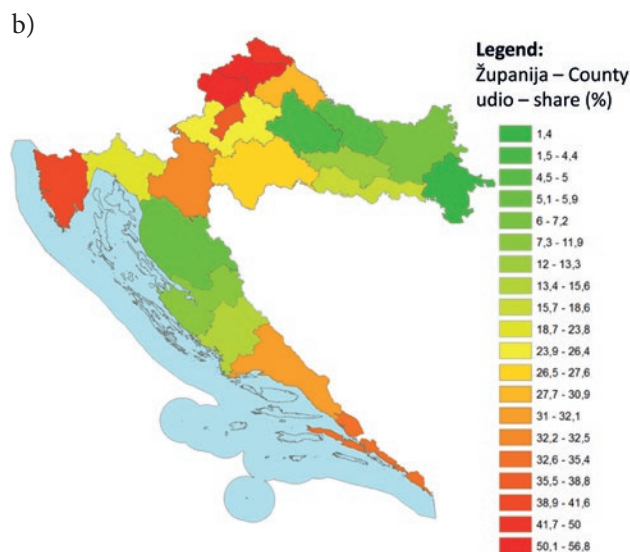 b)
Legend:
Županija – County
udio – share (%)
1,4
1,5 - 4,4
4,5 - 5
5,1 - 5,9
6 - 7,2
7,3 - 11,9
12 - 13,3
13,4 - 15,6
15,7 - 18,6
18,7 - 23,8
23,9 - 26,4
26,5 - 27,6
27,7 - 30,9
31 - 32,1
32,2 - 32,5
32,6 - 35,4
35,5 - 38,8
38,9 - 41,6
41,7 - 50
50,1 - 56,8